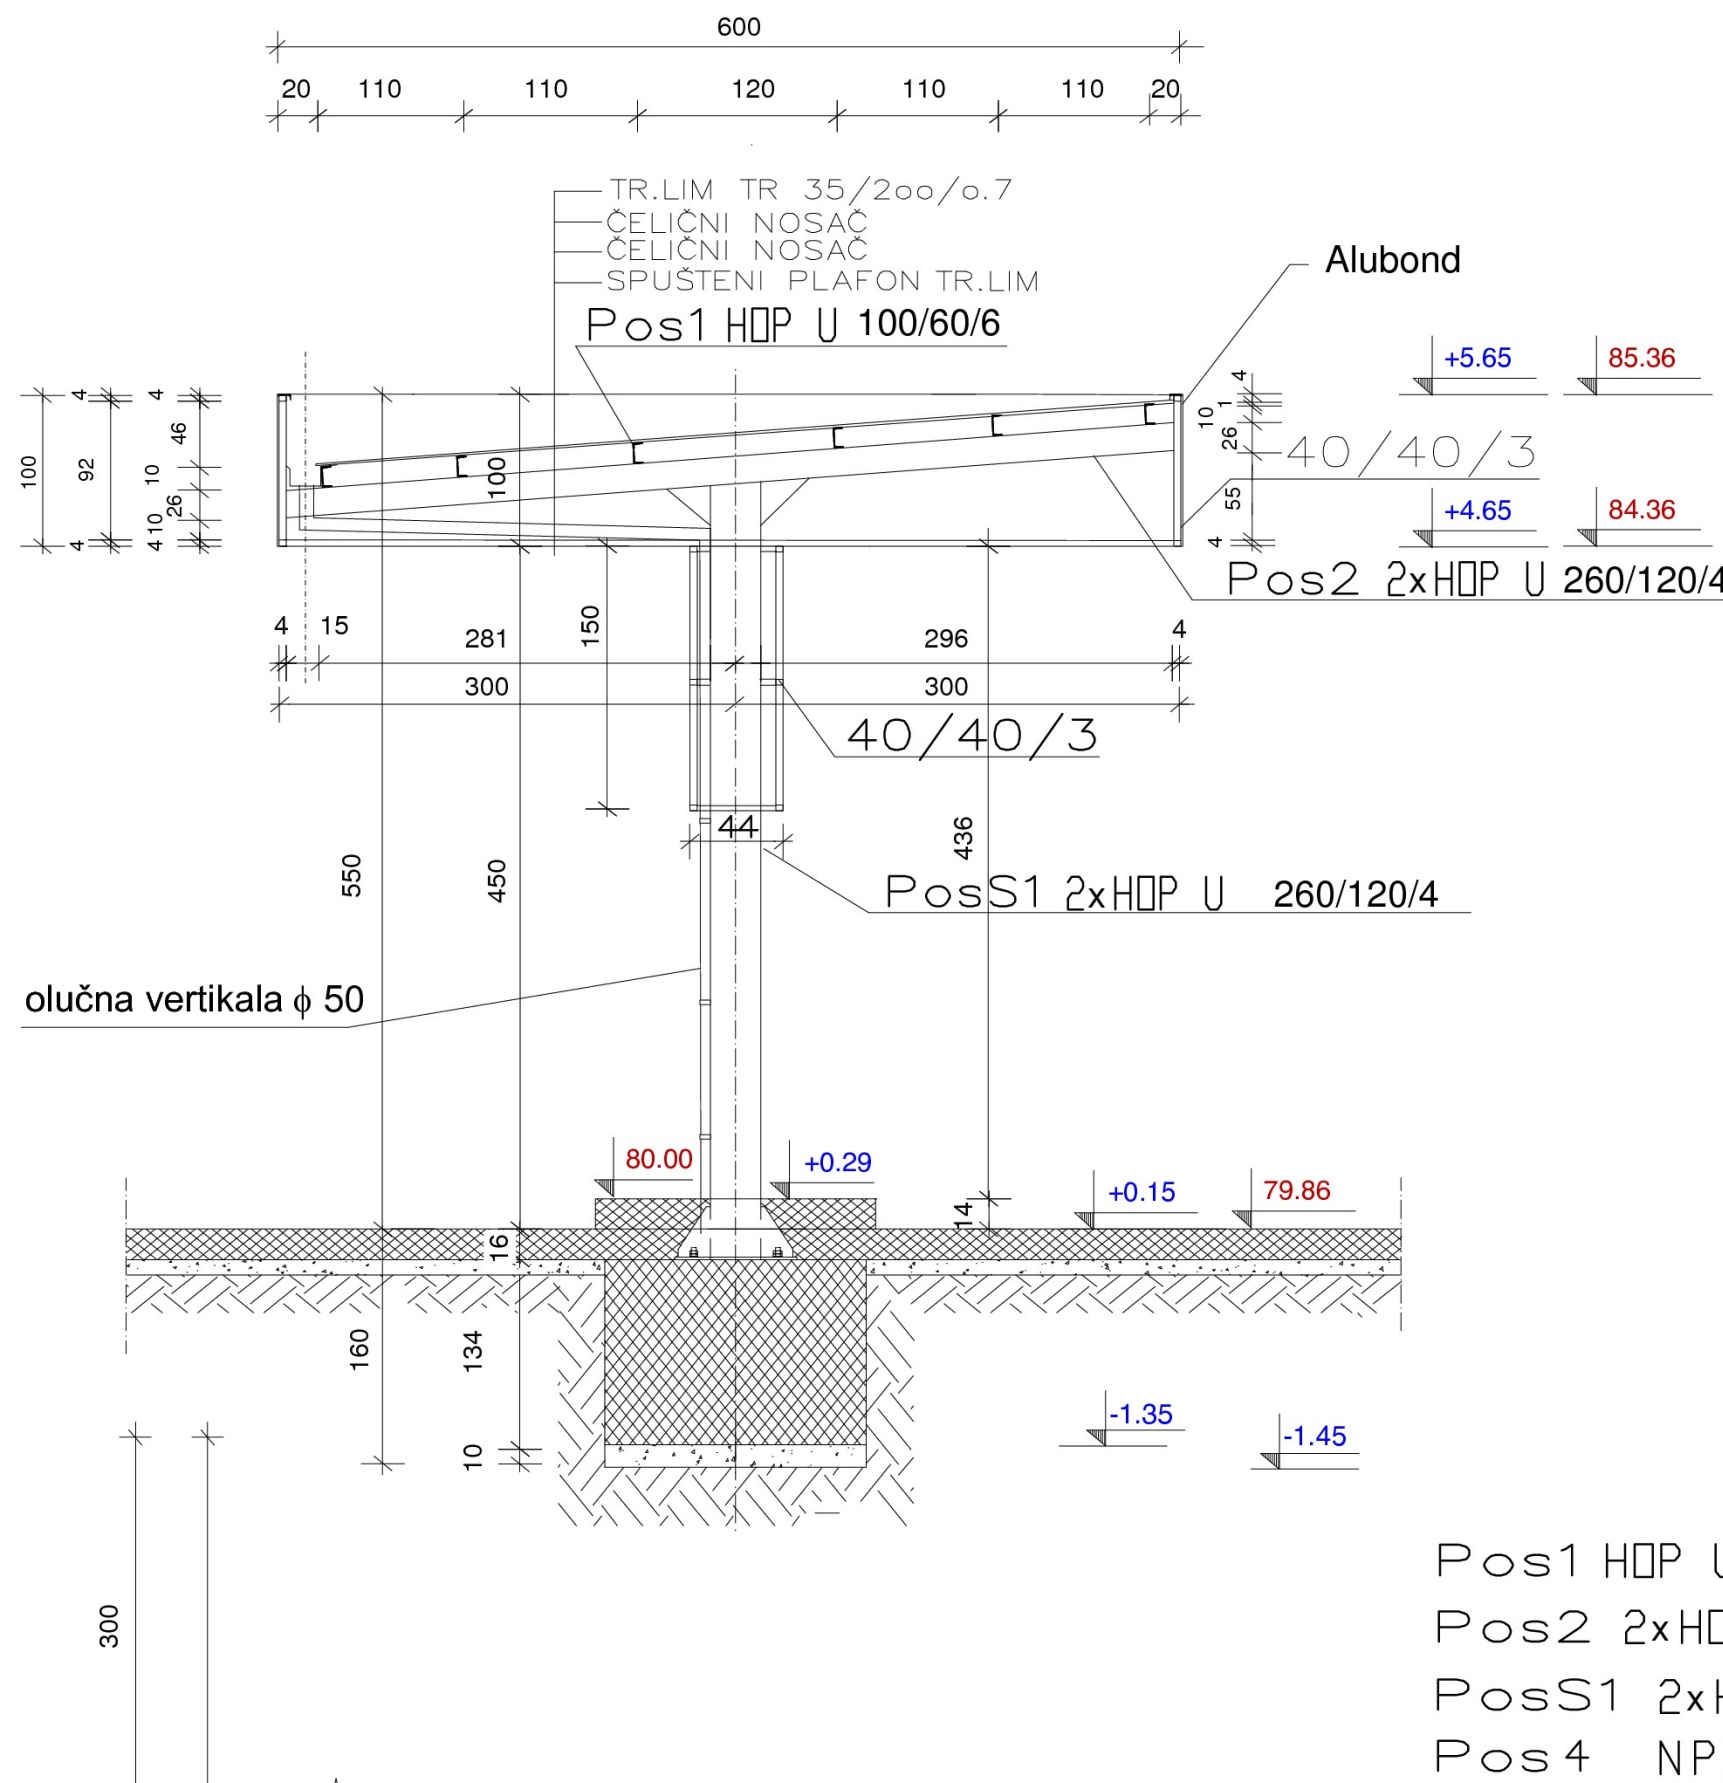 600
20 110 110 120 110 110 20
TR.LIM TR 35/2oo/o.7
ČELIČNI NOSAČ
ČELIČNI NOSAČ
SPUŠTENI PLAFON TR.LIM
Alubond
Pos1 HOP U 100/60/6
+5.65 85.36
4 4 4
46 10 1
100 92 10 100 26 40/40/3
26 55
10 +4.65 84.36
4 4 4
Pos2 2xHOP U 260/120/4
4 15 281 150 296 4
300 300
40/40/3
44
550 450 436
PosS1 2xHOP U 260/120/4
olučna vertikala ϕ 50
80.00 +0.29
+0.15 79.86
14
16
160 134
-1.35
-1.45
10
300
Pos1 HOP U
Pos2 2xHO
PosS1 2xH
Pos4 NP